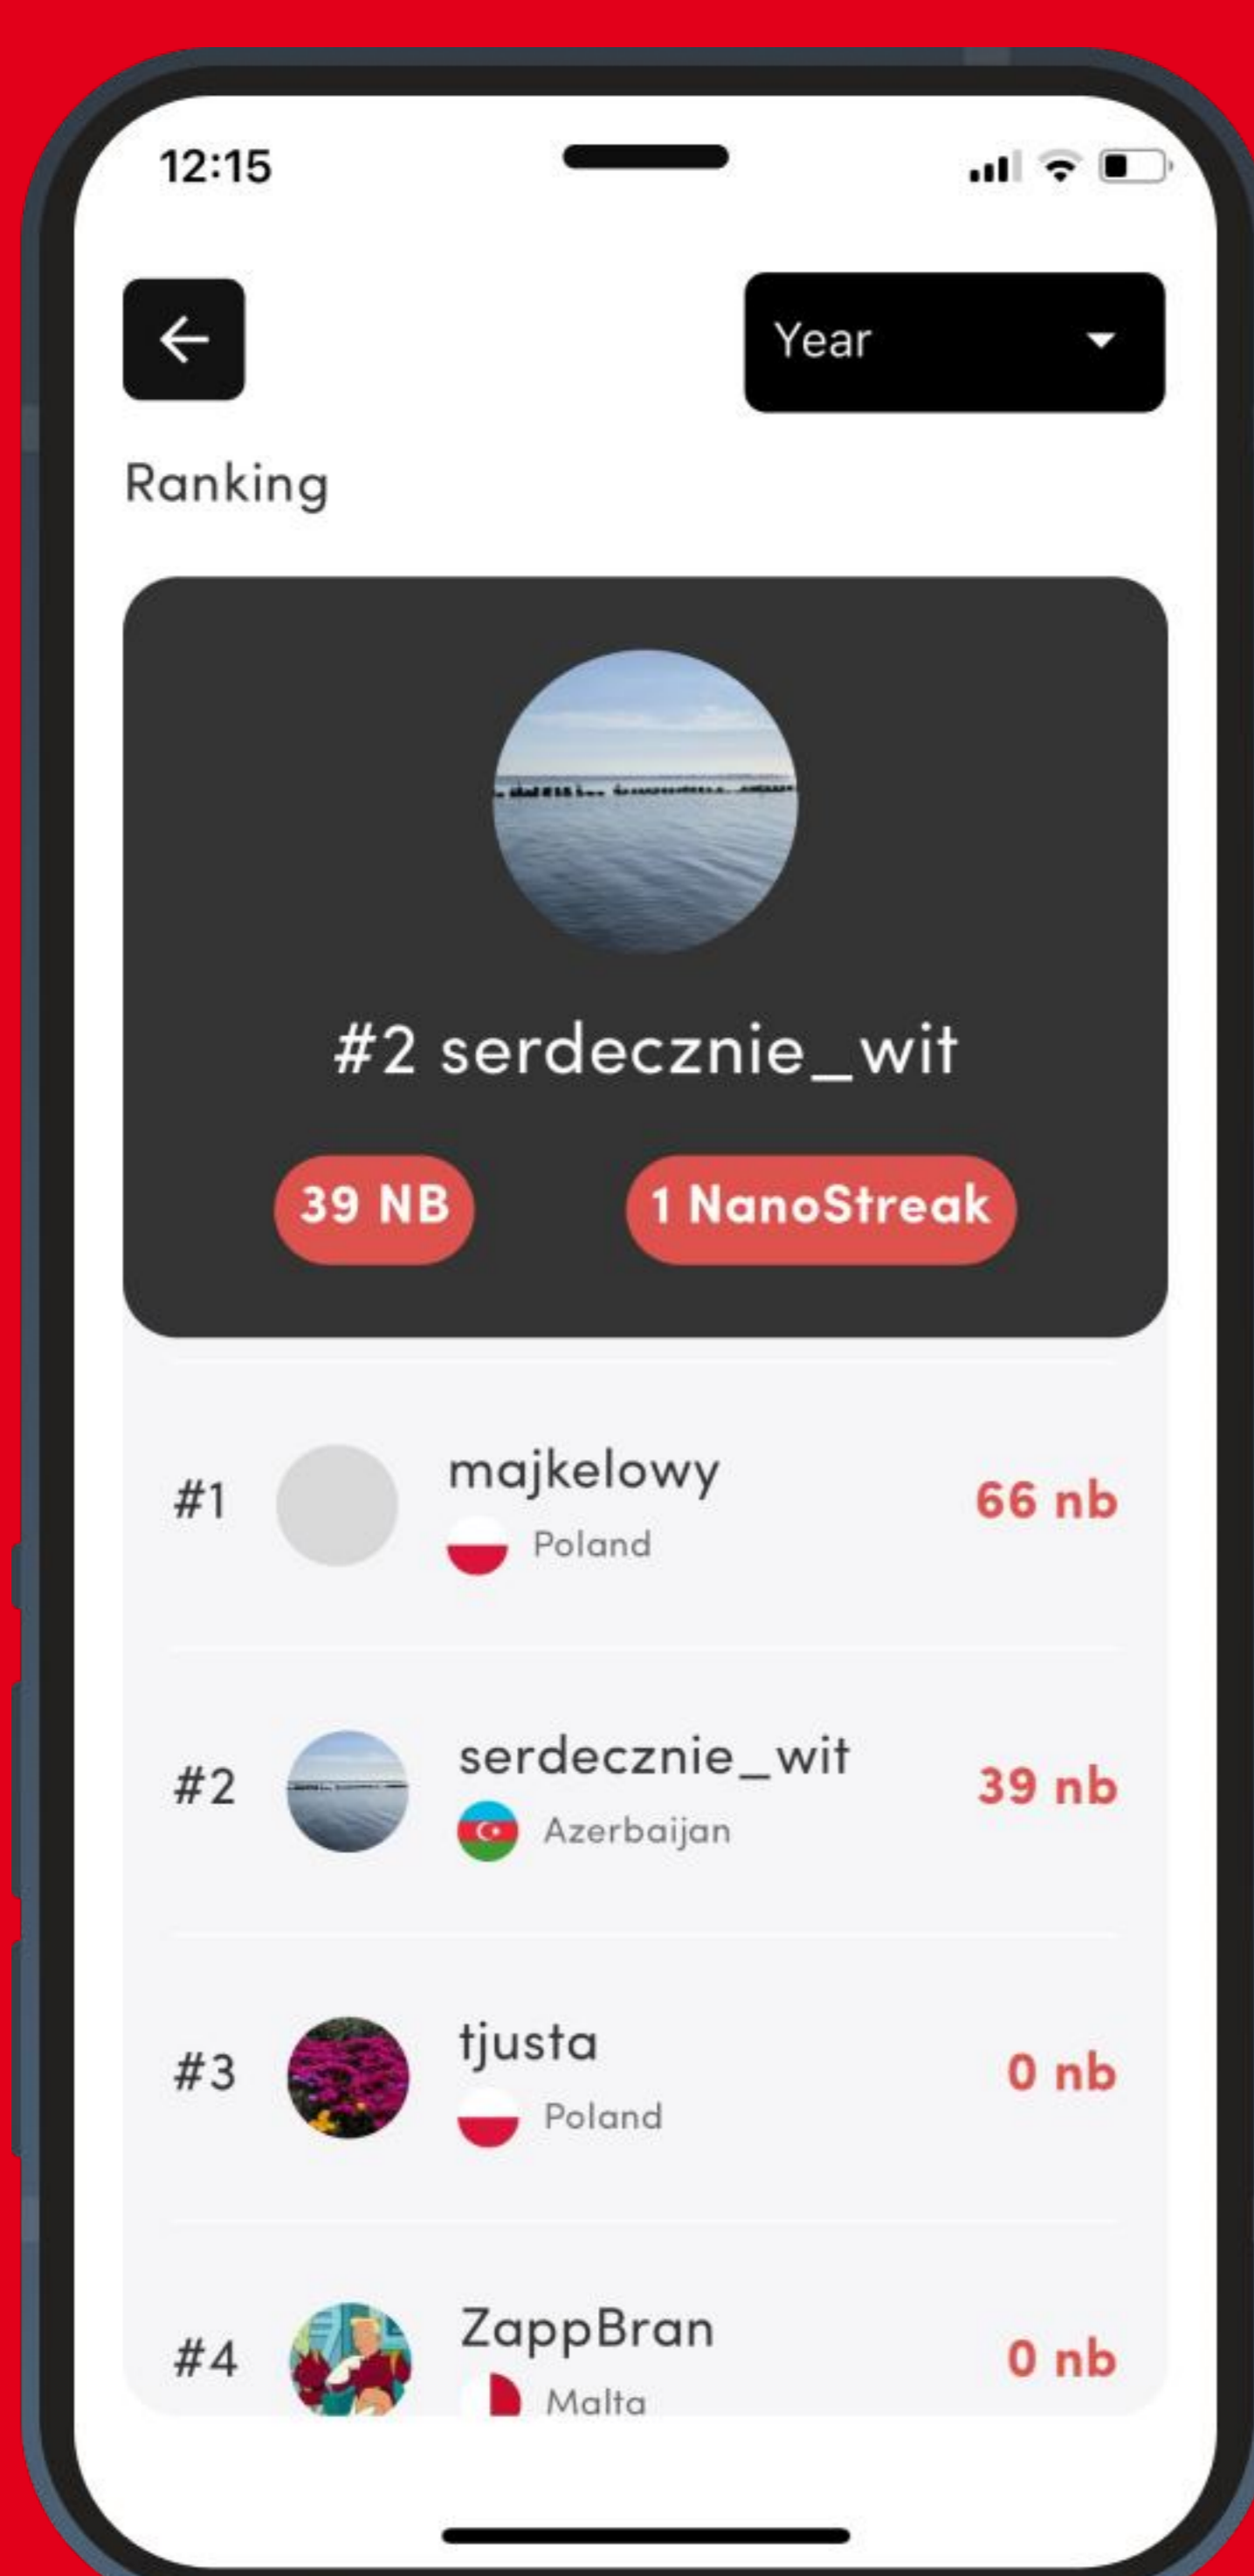 12:15
Year
Ranking
#2 serdecznie_wit
39 NB
1 NanoStreak
#1
majkelowy
Poland
66 nb
#2
serdecznie_wit
Azerbaijan
39 nb
#3
tjusta
Poland
0 nb
#4
ZappBran
Malta
0 nb